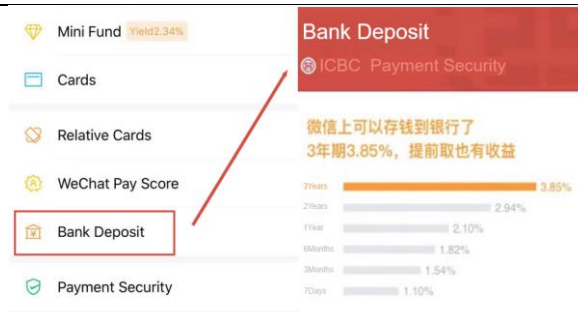 Mini Fund Yield2.34%
Cards
Relative Cards
WeChat Pay Score
Bank Deposit
Payment Security
Bank Deposit
ICBC Payment Security
微信上可以存钱到银行了
3年期3.85%，提前取也有收益
3Years 3.85%
2Years 2.94%
1Year 2.10%
6Months 1.82%
3Months 1.54%
7Days 1.10%